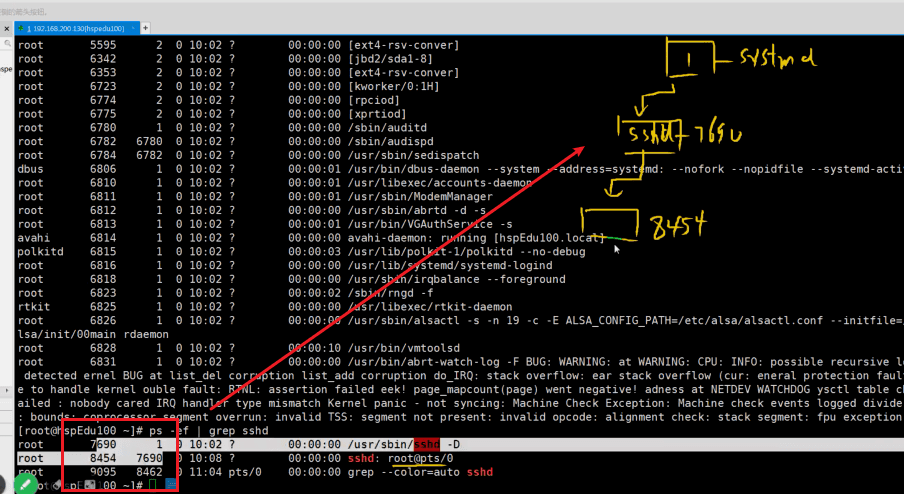 1 192.168.200.130(hspedu100)
root 5595 2 0 10:02 ? 00:00:00 [ext4-rsv-conver]
root 6342 2 0 10:02 ? 00:00:00 [jbd2/sda1-8]
root 6353 2 0 10:02 ? 00:00:00 [ext4-rsv-conver]
root 6723 2 0 10:02 ? 00:00:00 [kworker/0:1H]
root 6774 2 0 10:02 ? 00:00:00 [rpciod]
root 6775 2 0 10:02 ? 00:00:00 [xprtiod]
root 6780 1 0 10:02 ? 00:00:00 /sbin/auditd
root 6782 6780 0 10:02 ? 00:00:00 /sbin/audispd
root 6784 6782 0 10:02 ? 00:00:00 /usr/sbin/sedispatch
dbus 6806 1 0 10:02 ? 00:00:01 /usr/bin/dbus-daemon --system --address=systemd: --nofork --nopidfile --systemd-acti
root 6810 1 0 10:02 ? 00:00:01 /usr/libexec/accounts-daemon
root 6811 1 0 10:02 ? 00:00:00 /usr/sbin/ModemManager
root 6812 1 0 10:02 ? 00:00:01 /usr/sbin/abrtd -d -s
root 6813 1 0 10:02 ? 00:00:01 /usr/bin/VGAuthService -s
avahi 6814 1 0 10:02 ? 00:00:00 avahi-daemon: running [hspEdu100.local]
polkitd 6815 1 0 10:02 ? 00:00:03 /usr/lib/polkit-1/polkitd --no-debug
root 6816 1 0 10:02 ? 00:00:00 /usr/lib/systemd/systemd-logind
root 6818 1 0 10:02 ? 00:00:00 /usr/sbin/irqbalance --foreground
root 6823 1 0 10:02 ? 00:00:02 /sbin/rngd -f
rtkit 6825 1 0 10:02 ? 00:00:00 /usr/libexec/rtkit-daemon
root 6826 1 0 10:02 ? 00:00:00 /usr/sbin/alsactl -s -n 19 -c -E ALSA_CONFIG_PATH=/etc/alsa/alsactl.conf --initfile=/
lsa/init/00main rdaemon
root 6828 1 0 10:02 ? 00:00:10 /usr/bin/vmtoolsd
root 6831 1 0 10:02 ? 00:00:00 /usr/bin/abrt-watch-log -F BUG: WARNING: at WARNING: CPU: INFO: possible recursive lo
detected ernel BUG at list_del corruption list_add corruption do_IRQ: stack overflow: ear stack overflow (cur: eneral protection fault
e to handle kernel ouble fault: RTNL: assertion failed eek! page_mapcount(page) went negative! adness at NETDEV WATCHDOG ysctl table ch
ailed : nobody cared IRQ handler type mismatch Kernel panic - not syncing: Machine Check Exception: Machine check events logged divide
: bounds: coprocessor segment overrun: invalid TSS: segment not present: invalid opcode: alignment check: stack segment: fpu exception
[root@hspEdu100 ~]# ps -ef | grep sshd
root 7690 1 0 10:02 ? 00:00:00 /usr/sbin/sshd -D
root 8454 7690 0 10:08 ? 00:00:00 sshd: root@pts/0
root 9095 8462 0 11:04 pts/0 00:00:00 grep --color=auto sshd
1 systmd
sshd 7690
8454